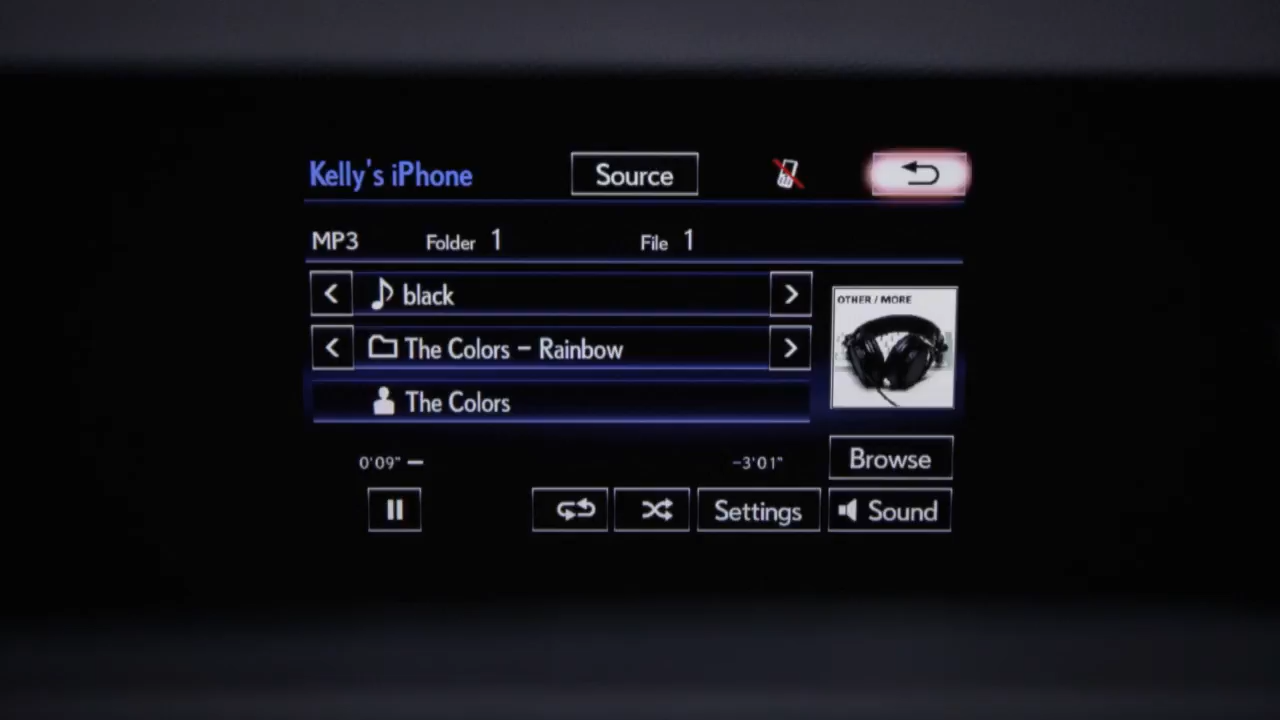 Kelly's iPhone Source
MP3 Folder 1 File 1
black
OTHER / MORE
The Colors - Rainbow
The Colors
0'09" -3'01"
Browse
Settings Sound